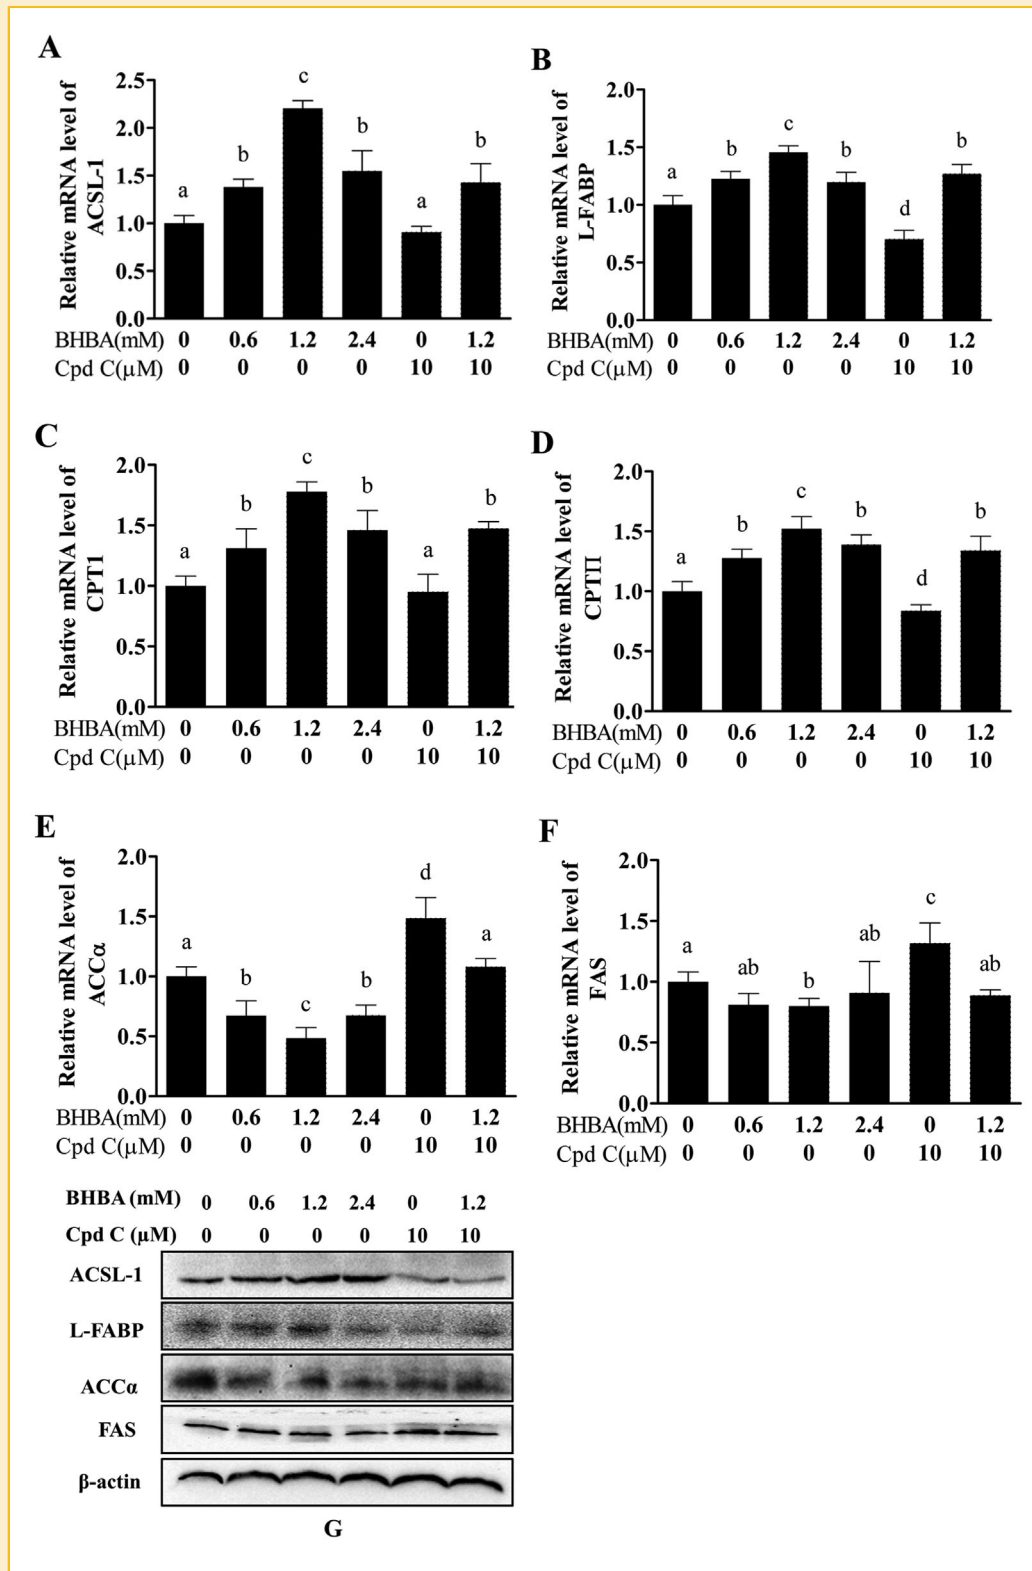 A
Relative mRNA level of
ACSL-1
2.5
2.0
1.5
1.0
0.5
0.0
a
b
c
b
a
b
BHBA(mM) 0 0.6 1.2 2.4 0 1.2
Cpd C(μM) 0 0 0 0 10 10
B
Relative mRNA level of
L-FABP
2.0
1.5
1.0
0.5
0.0
a
b
c
b
d
b
BHBA(mM) 0 0.6 1.2 2.4 0 1.2
Cpd C(μM) 0 0 0 0 10 10
C
Relative mRNA level of
CPT1
2.0
1.5
1.0
0.5
0.0
a
b
c
b
a
b
BHBA(mM) 0 0.6 1.2 2.4 0 1.2
Cpd C(μM) 0 0 0 0 10 10
D
Relative mRNA level of
CPTII
2.0
1.5
1.0
0.5
0.0
a
b
c
b
d
b
BHBA(mM) 0 0.6 1.2 2.4 0 1.2
Cpd C(μM) 0 0 0 0 10 10
E
Relative mRNA level of
ACCα
2.0
1.5
1.0
0.5
0.0
a
b
c
b
d
a
BHBA(mM) 0 0.6 1.2 2.4 0 1.2
Cpd C(μM) 0 0 0 0 10 10
F
Relative mRNA level of
FAS
2.0
1.5
1.0
0.5
0.0
a
ab
b
ab
c
ab
BHBA(mM) 0 0.6 1.2 2.4 0 1.2
Cpd C(μM) 0 0 0 0 10 10
BHBA (mM) 0 0.6 1.2 2.4 0 1.2
Cpd C (μM) 0 0 0 0 10 10
ACSL-1
L-FABP
ACCα
FAS
β-actin
G